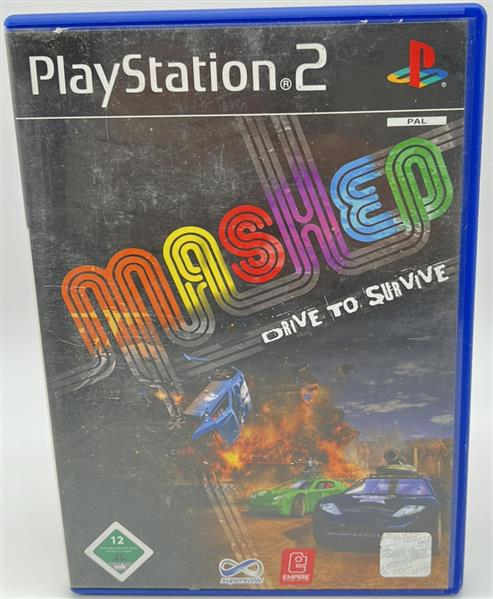 PlayStation®2
PAL
MASHED
DRIVE TO SURVIVE
12
usk
supersonic
EMPIRE